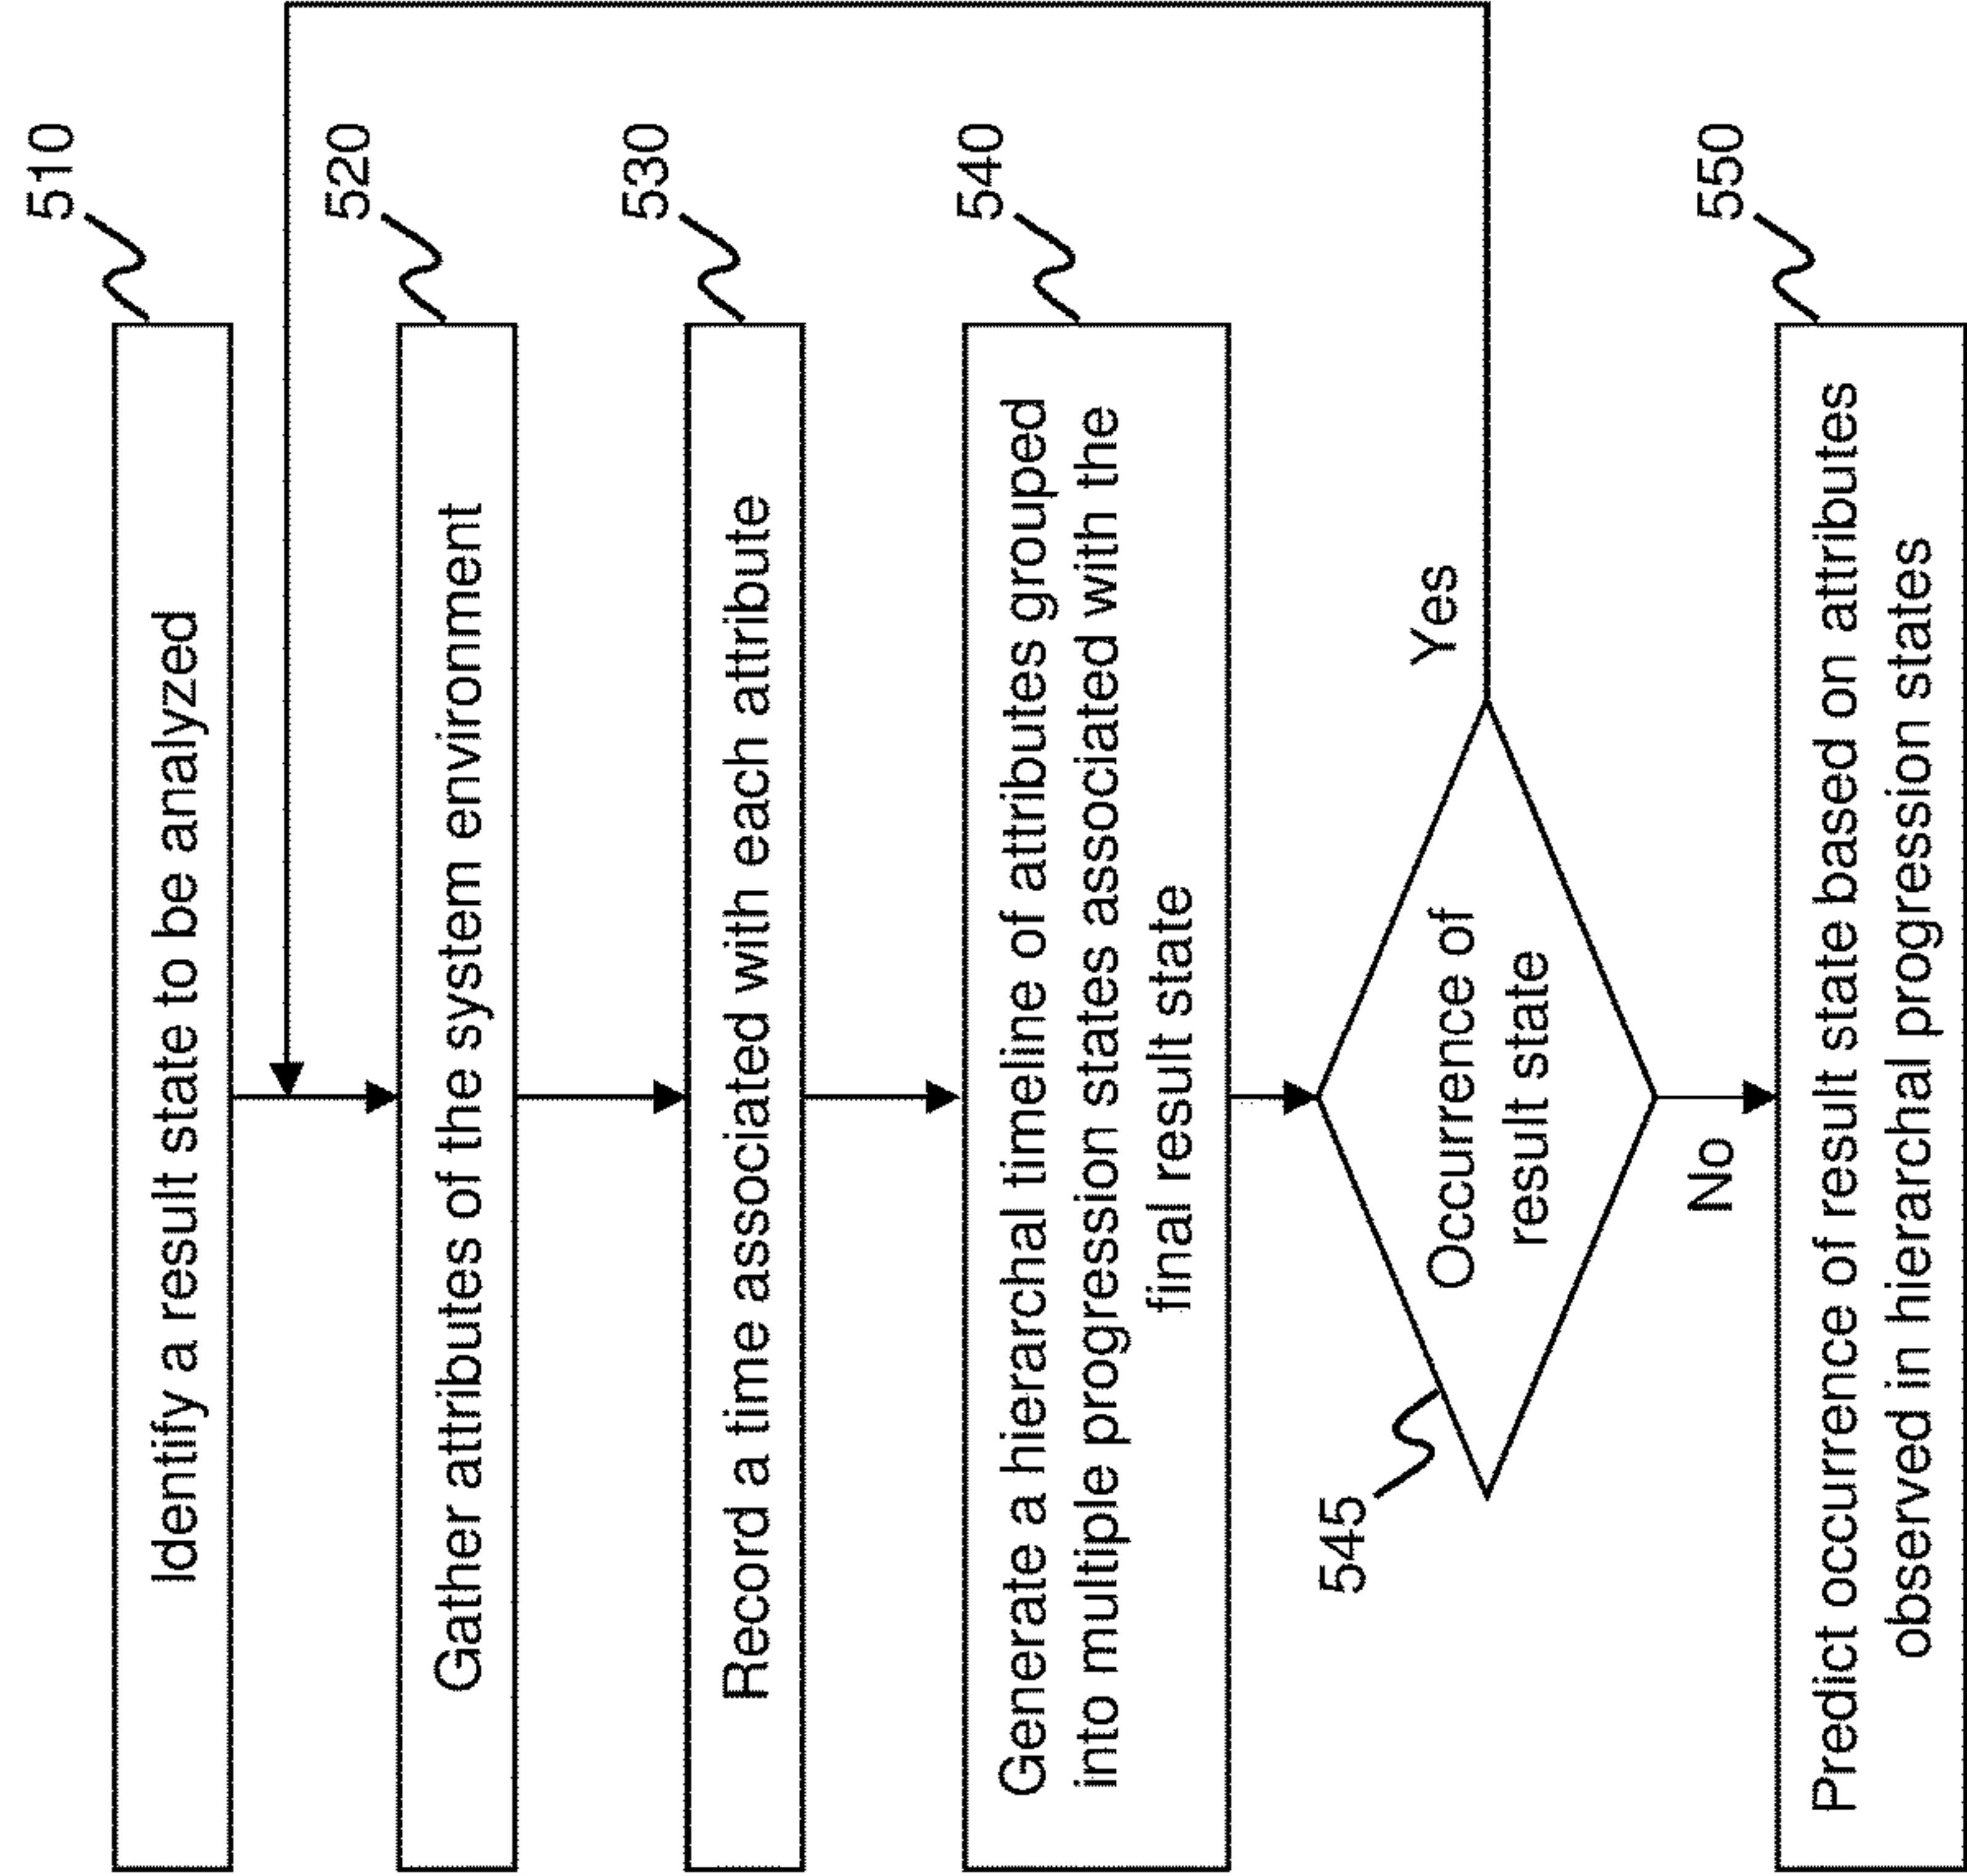 510
Identify a result state to be analyzed
520
Gather attributes of the system environment
530
Record a time associated with each attribute
540
Generate a hierarchal timeline of attributes grouped
into multiple progression states associated with the
final result state
545
Occurrence of
result state
Yes
No
550
Predict occurrence of result state based on attributes
observed in hierarchal progression states